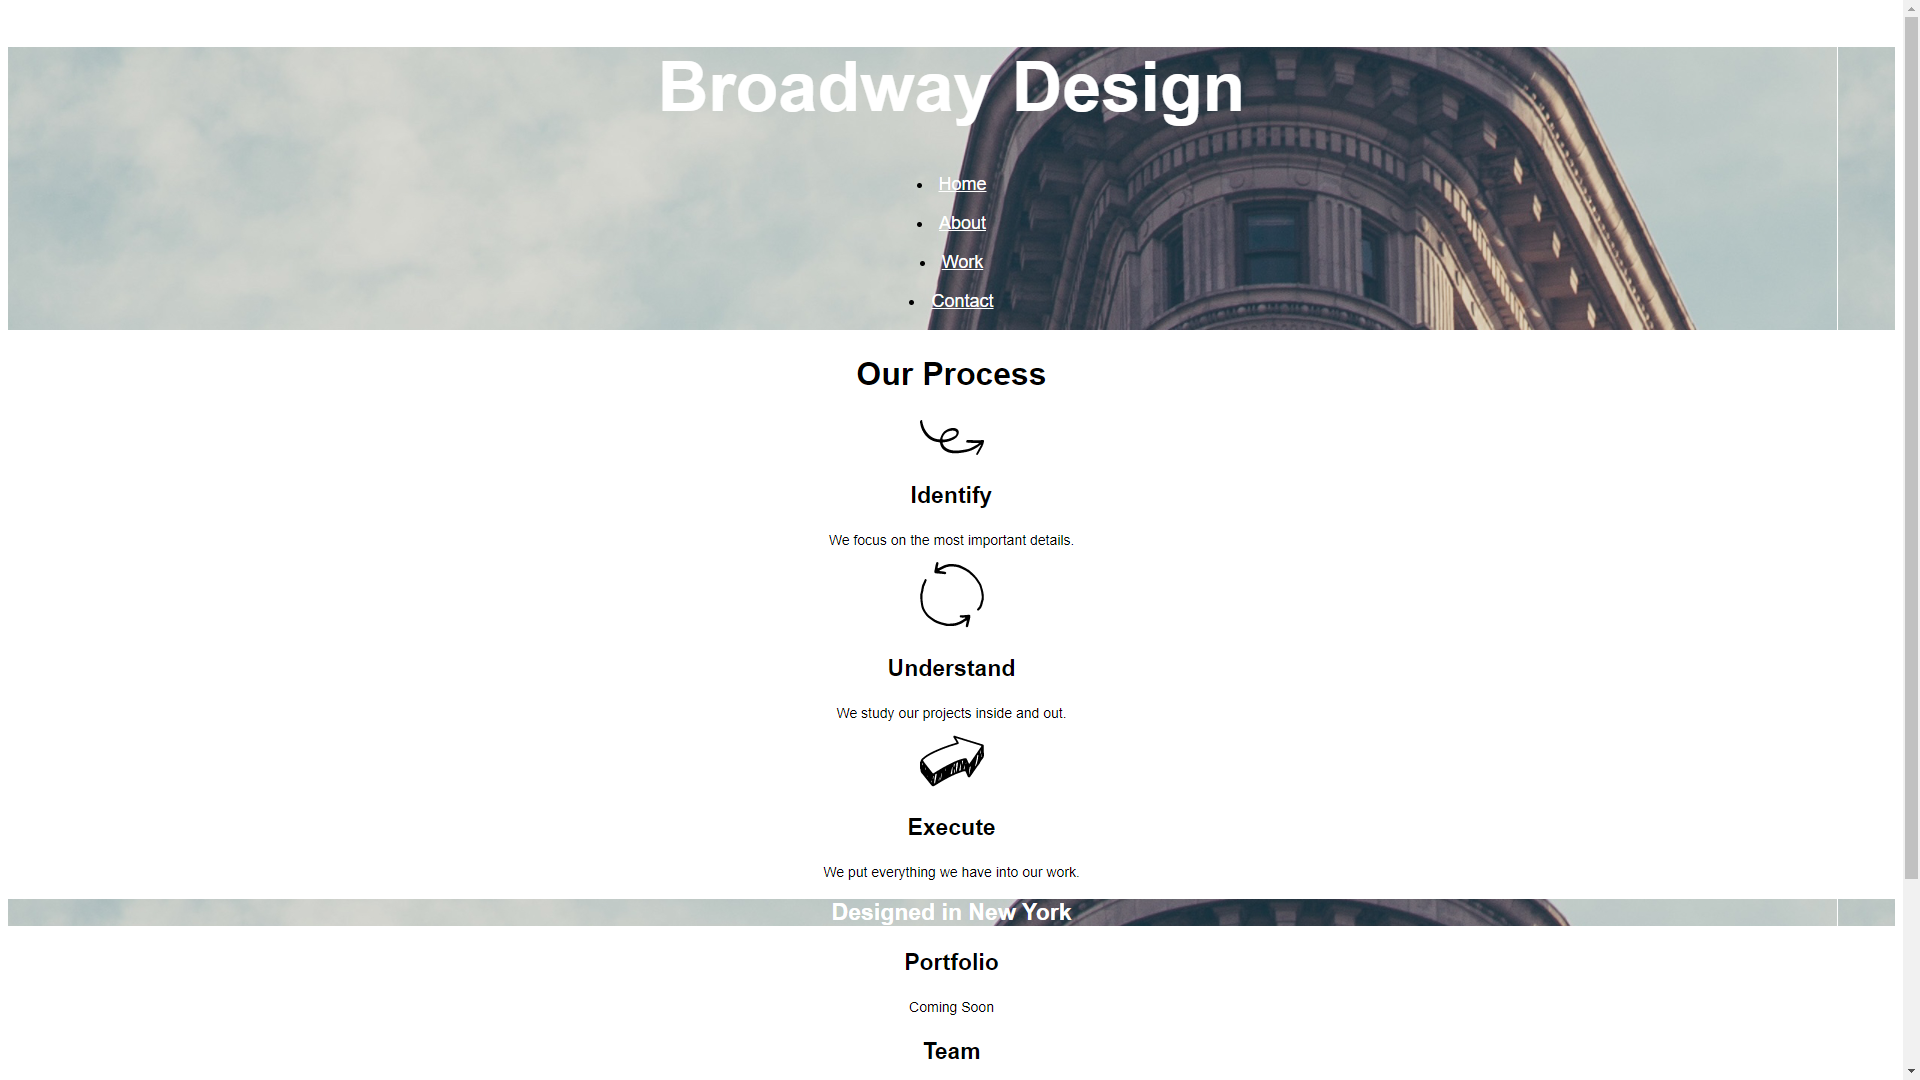 Broadway Design
Home
About
Work
Contact
Our Process
Identify
We focus on the most important details.
Understand
We study our projects inside and out.
Execute
We put everything we have into our work.
Designed in New York
Portfolio
Coming Soon
Team